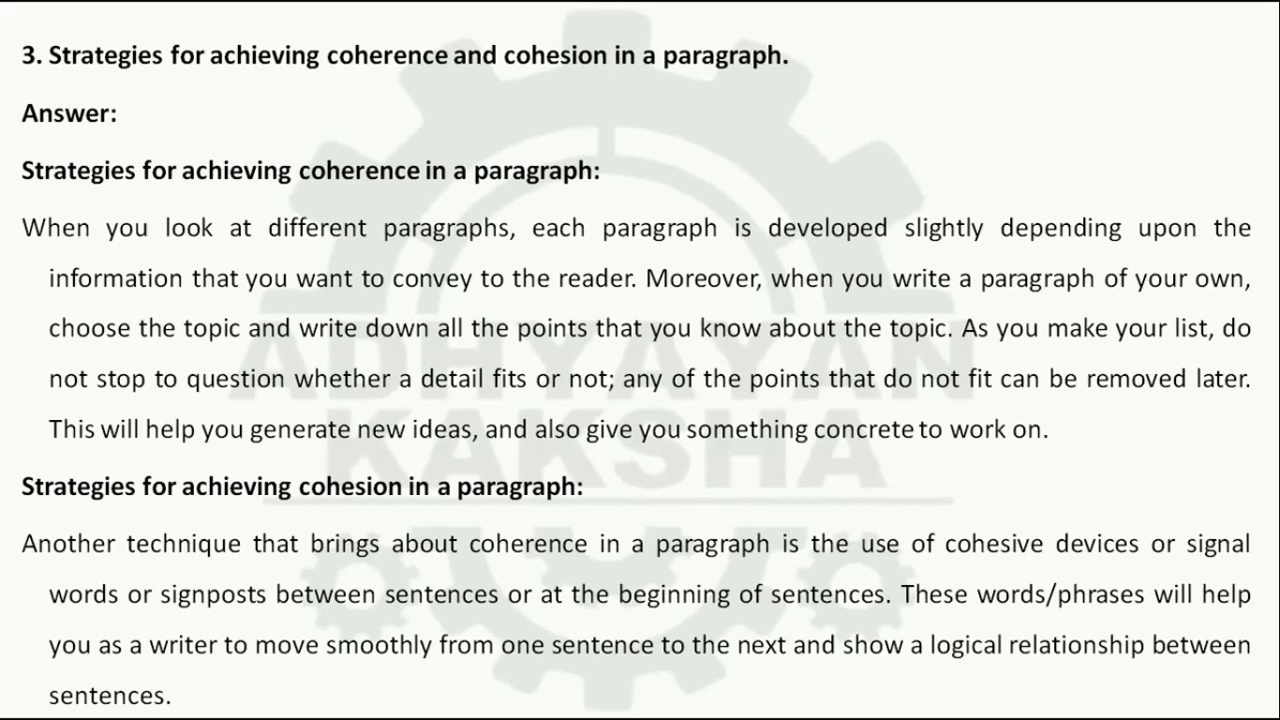 3. Strategies for achieving coherence and cohesion in a paragraph.
Answer:
Strategies for achieving coherence in a paragraph:
When you look at different paragraphs, each paragraph is developed slightly depending upon the
information that you want to convey to the reader. Moreover, when you write a paragraph of your own,
choose the topic and write down all the points that you know about the topic. As you make your list, do
not stop to question whether a detail fits or not; any of the points that do not fit can be removed later.
This will help you generate new ideas, and also give you something concrete to work on.
Strategies for achieving cohesion in a paragraph:
Another technique that brings about coherence in a paragraph is the use of cohesive devices or signal
words or signposts between sentences or at the beginning of sentences. These words/phrases will help
you as a writer to move smoothly from one sentence to the next and show a logical relationship between
sentences.
ADHYAYAN
KAKSHA